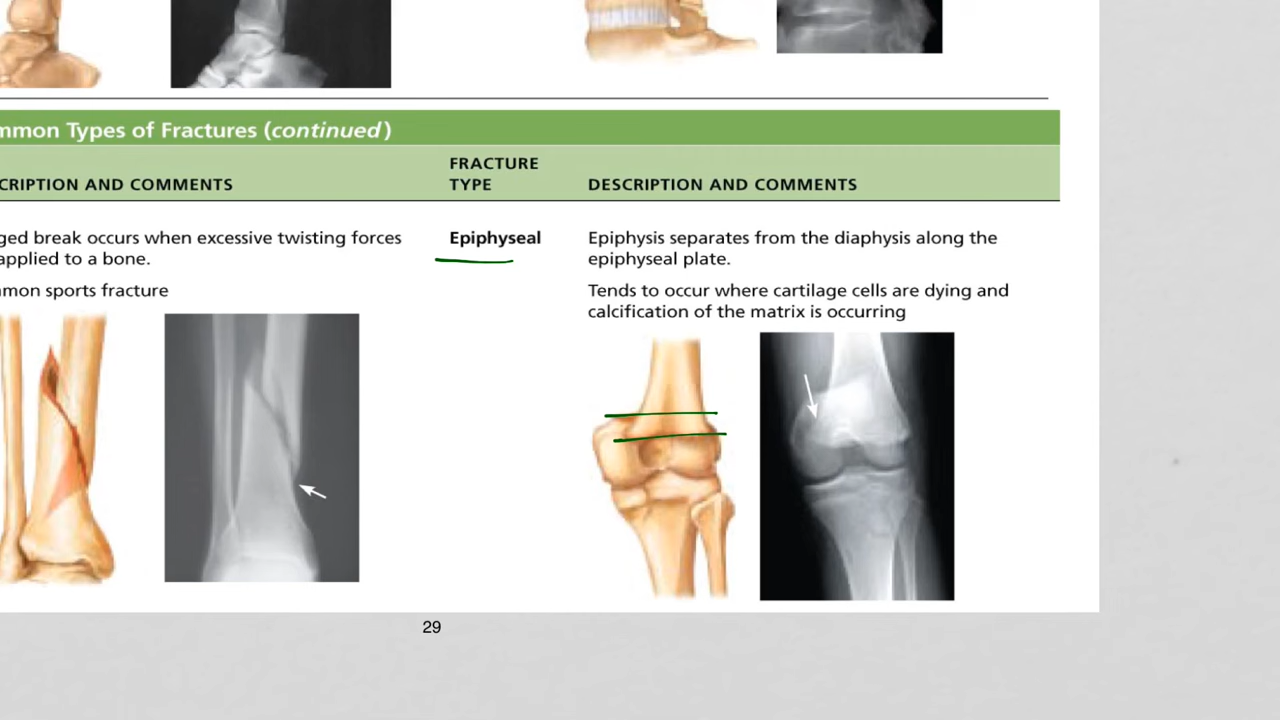 mmon Types of Fractures (continued)
CRIPTION AND COMMENTS
FRACTURE
TYPE
DESCRIPTION AND COMMENTS
ged break occurs when excessive twisting forces
applied to a bone.
mmon sports fracture
Epiphyseal
Epiphysis separates from the diaphysis along the
epiphyseal plate.
Tends to occur where cartilage cells are dying and
calcification of the matrix is occurring
29